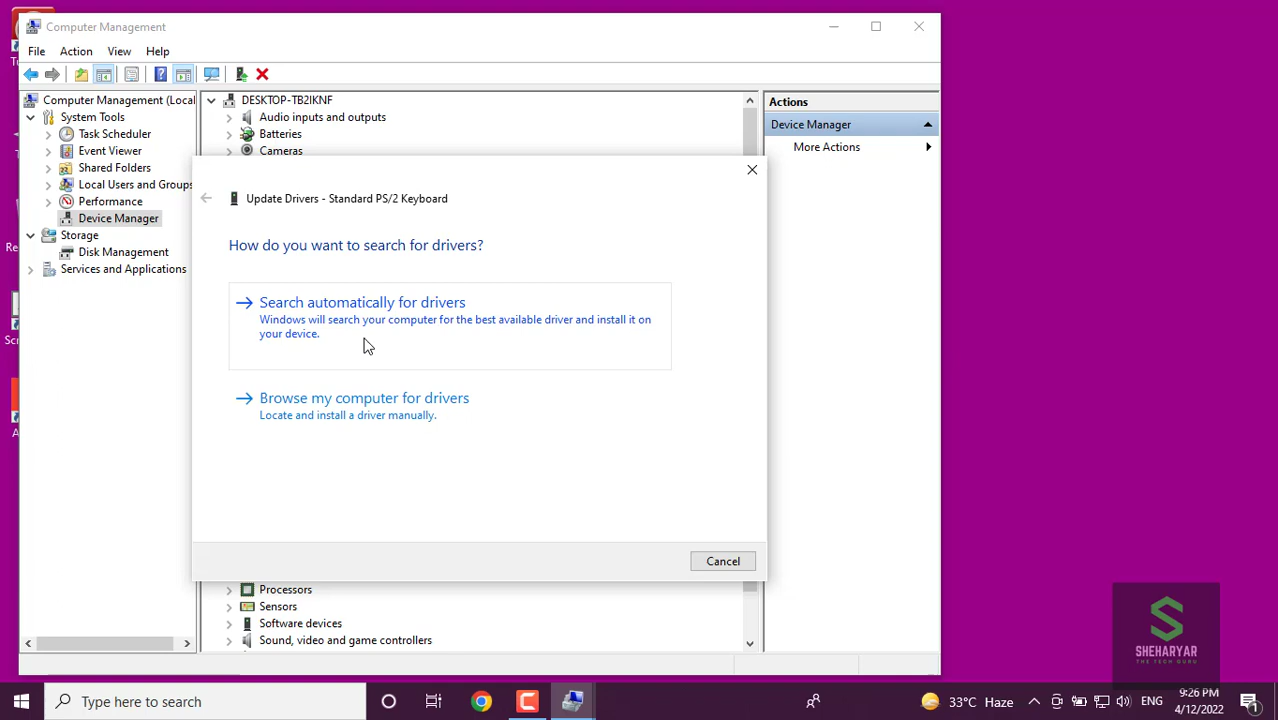 Computer Management
File Action View Help
Computer Management (Local
System Tools
Task Scheduler
Event Viewer
Shared Folders
Local Users and Groups
Performance
Device Manager
Storage
Disk Management
Services and Applications
DESKTOP-TB2IKNF
Audio inputs and outputs
Batteries
Cameras
Actions
Device Manager
More Actions
Update Drivers - Standard PS/2 Keyboard
How do you want to search for drivers?
Search automatically for drivers
Windows will search your computer for the best available driver and install it on
your device.
Browse my computer for drivers
Locate and install a driver manually.
Cancel
Processors
Sensors
Software devices
Sound, video and game controllers
SHEHARYAR
THE TECH GURU
Type here to search
33°C Haze
ENG
9:26 PM
4/12/2022
1